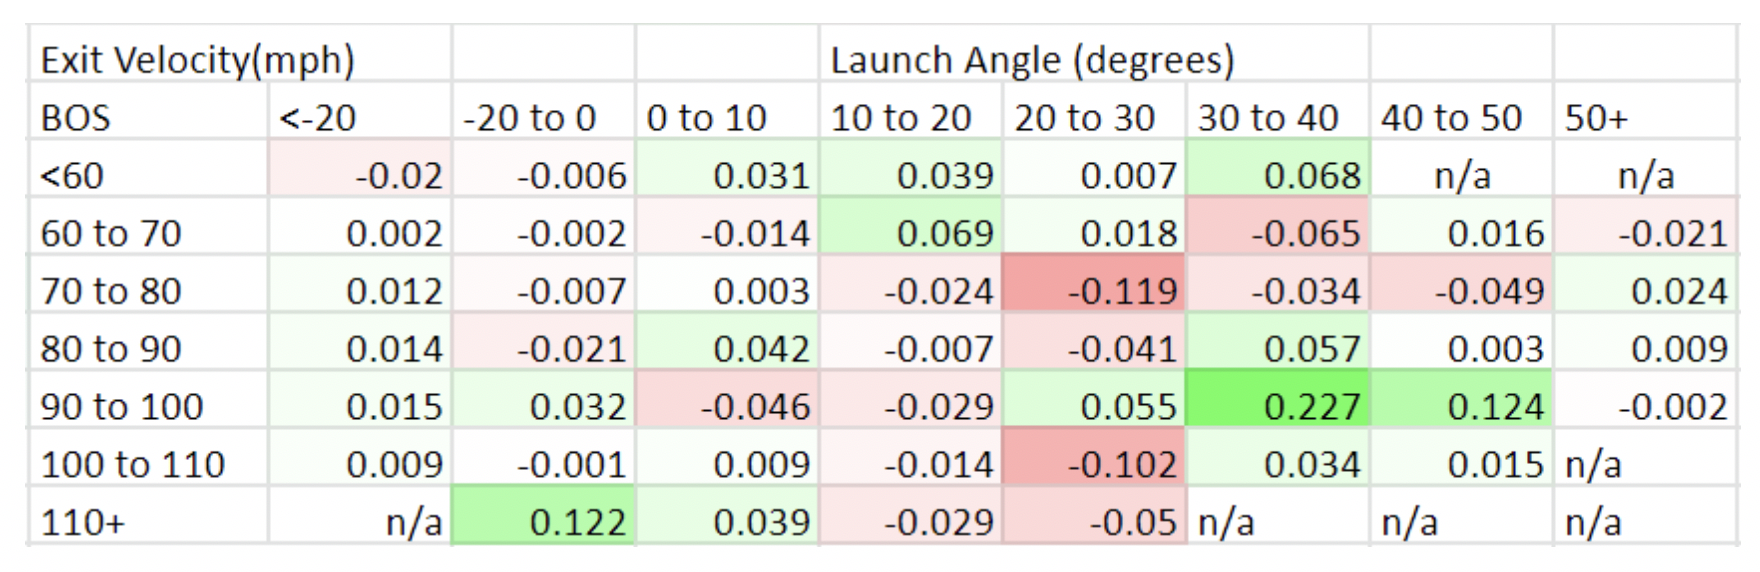 Exit Velocity(mph) Launch Angle (degrees)
BOS <-20 -20 to 0 0 to 10 10 to 20 20 to 30 30 to 40 40 to 50 50+
<60 -0.02 -0.006 0.031 0.039 0.007 0.068 n/a n/a
60 to 70 0.002 -0.002 -0.014 0.069 0.018 -0.065 0.016 -0.021
70 to 80 0.012 -0.007 0.003 -0.024 -0.119 -0.034 -0.049 0.024
80 to 90 0.014 -0.021 0.042 -0.007 -0.041 0.057 0.003 0.009
90 to 100 0.015 0.032 -0.046 -0.029 0.055 0.227 0.124 -0.002
100 to 110 0.009 -0.001 0.009 -0.014 -0.102 0.034 0.015 n/a
110+ n/a 0.122 0.039 -0.029 -0.05 n/a n/a n/a